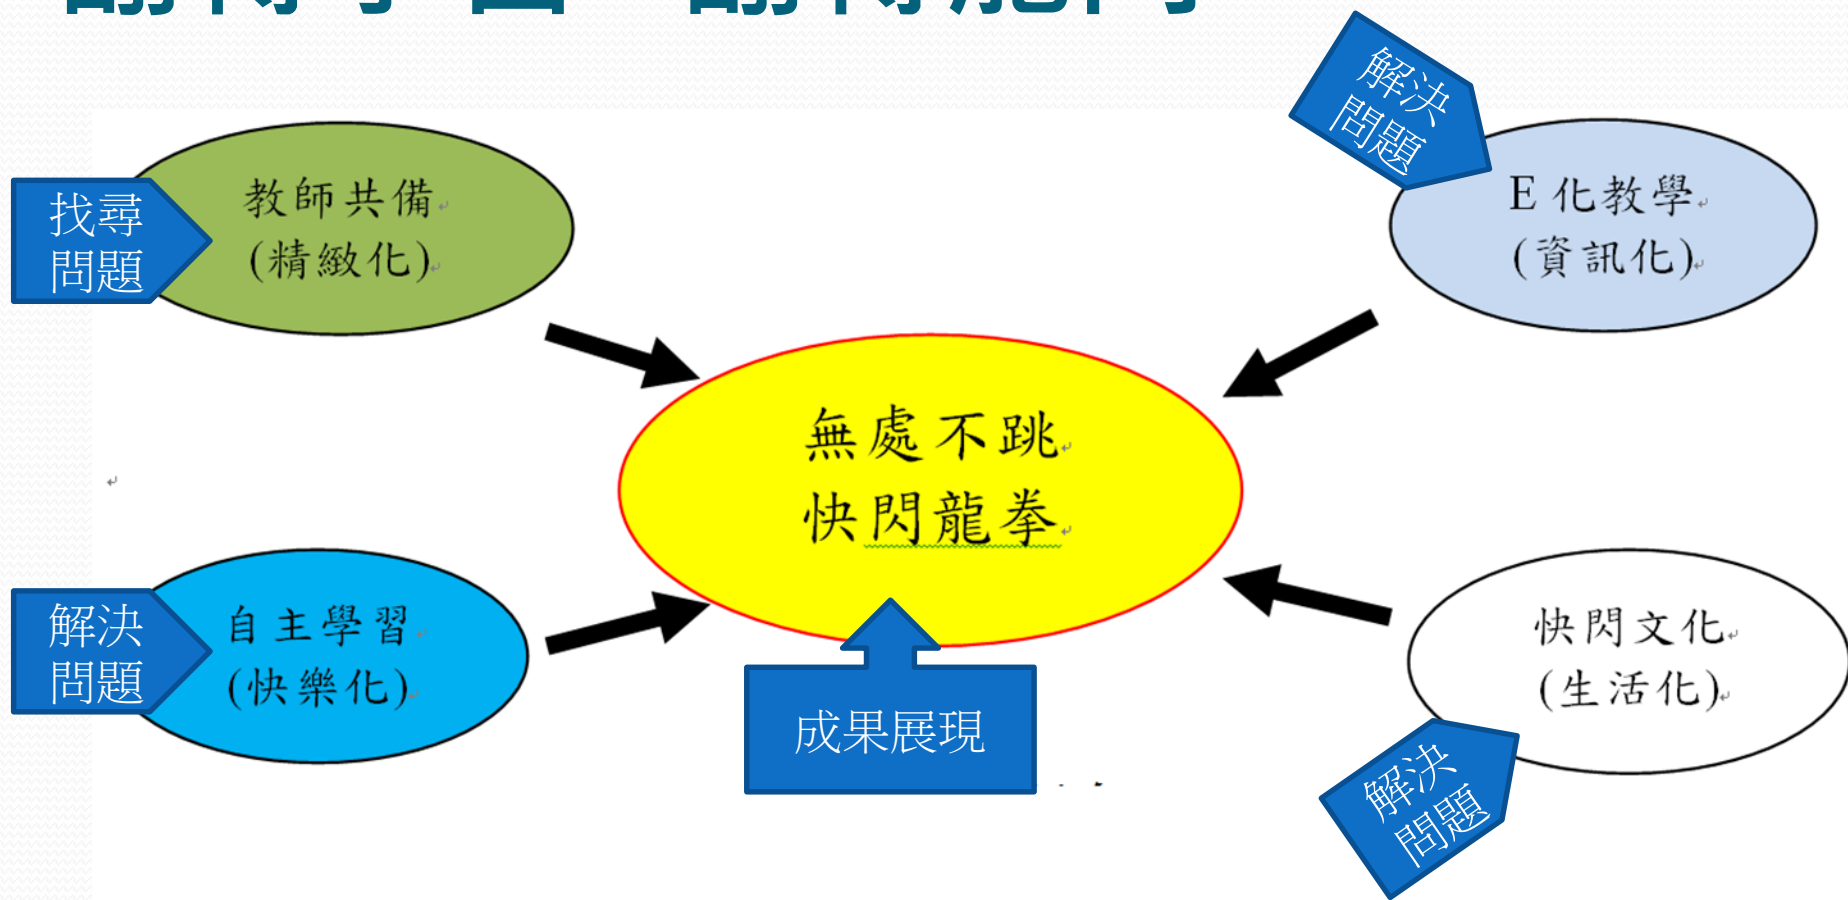 找尋
問題
教師共備
(精緻化)
解決
問題
E 化教學
(資訊化)
無處不跳
快閃龍拳
解決
問題
自主學習
(快樂化)
快閃文化
(生活化)
成果展現
解決
問題